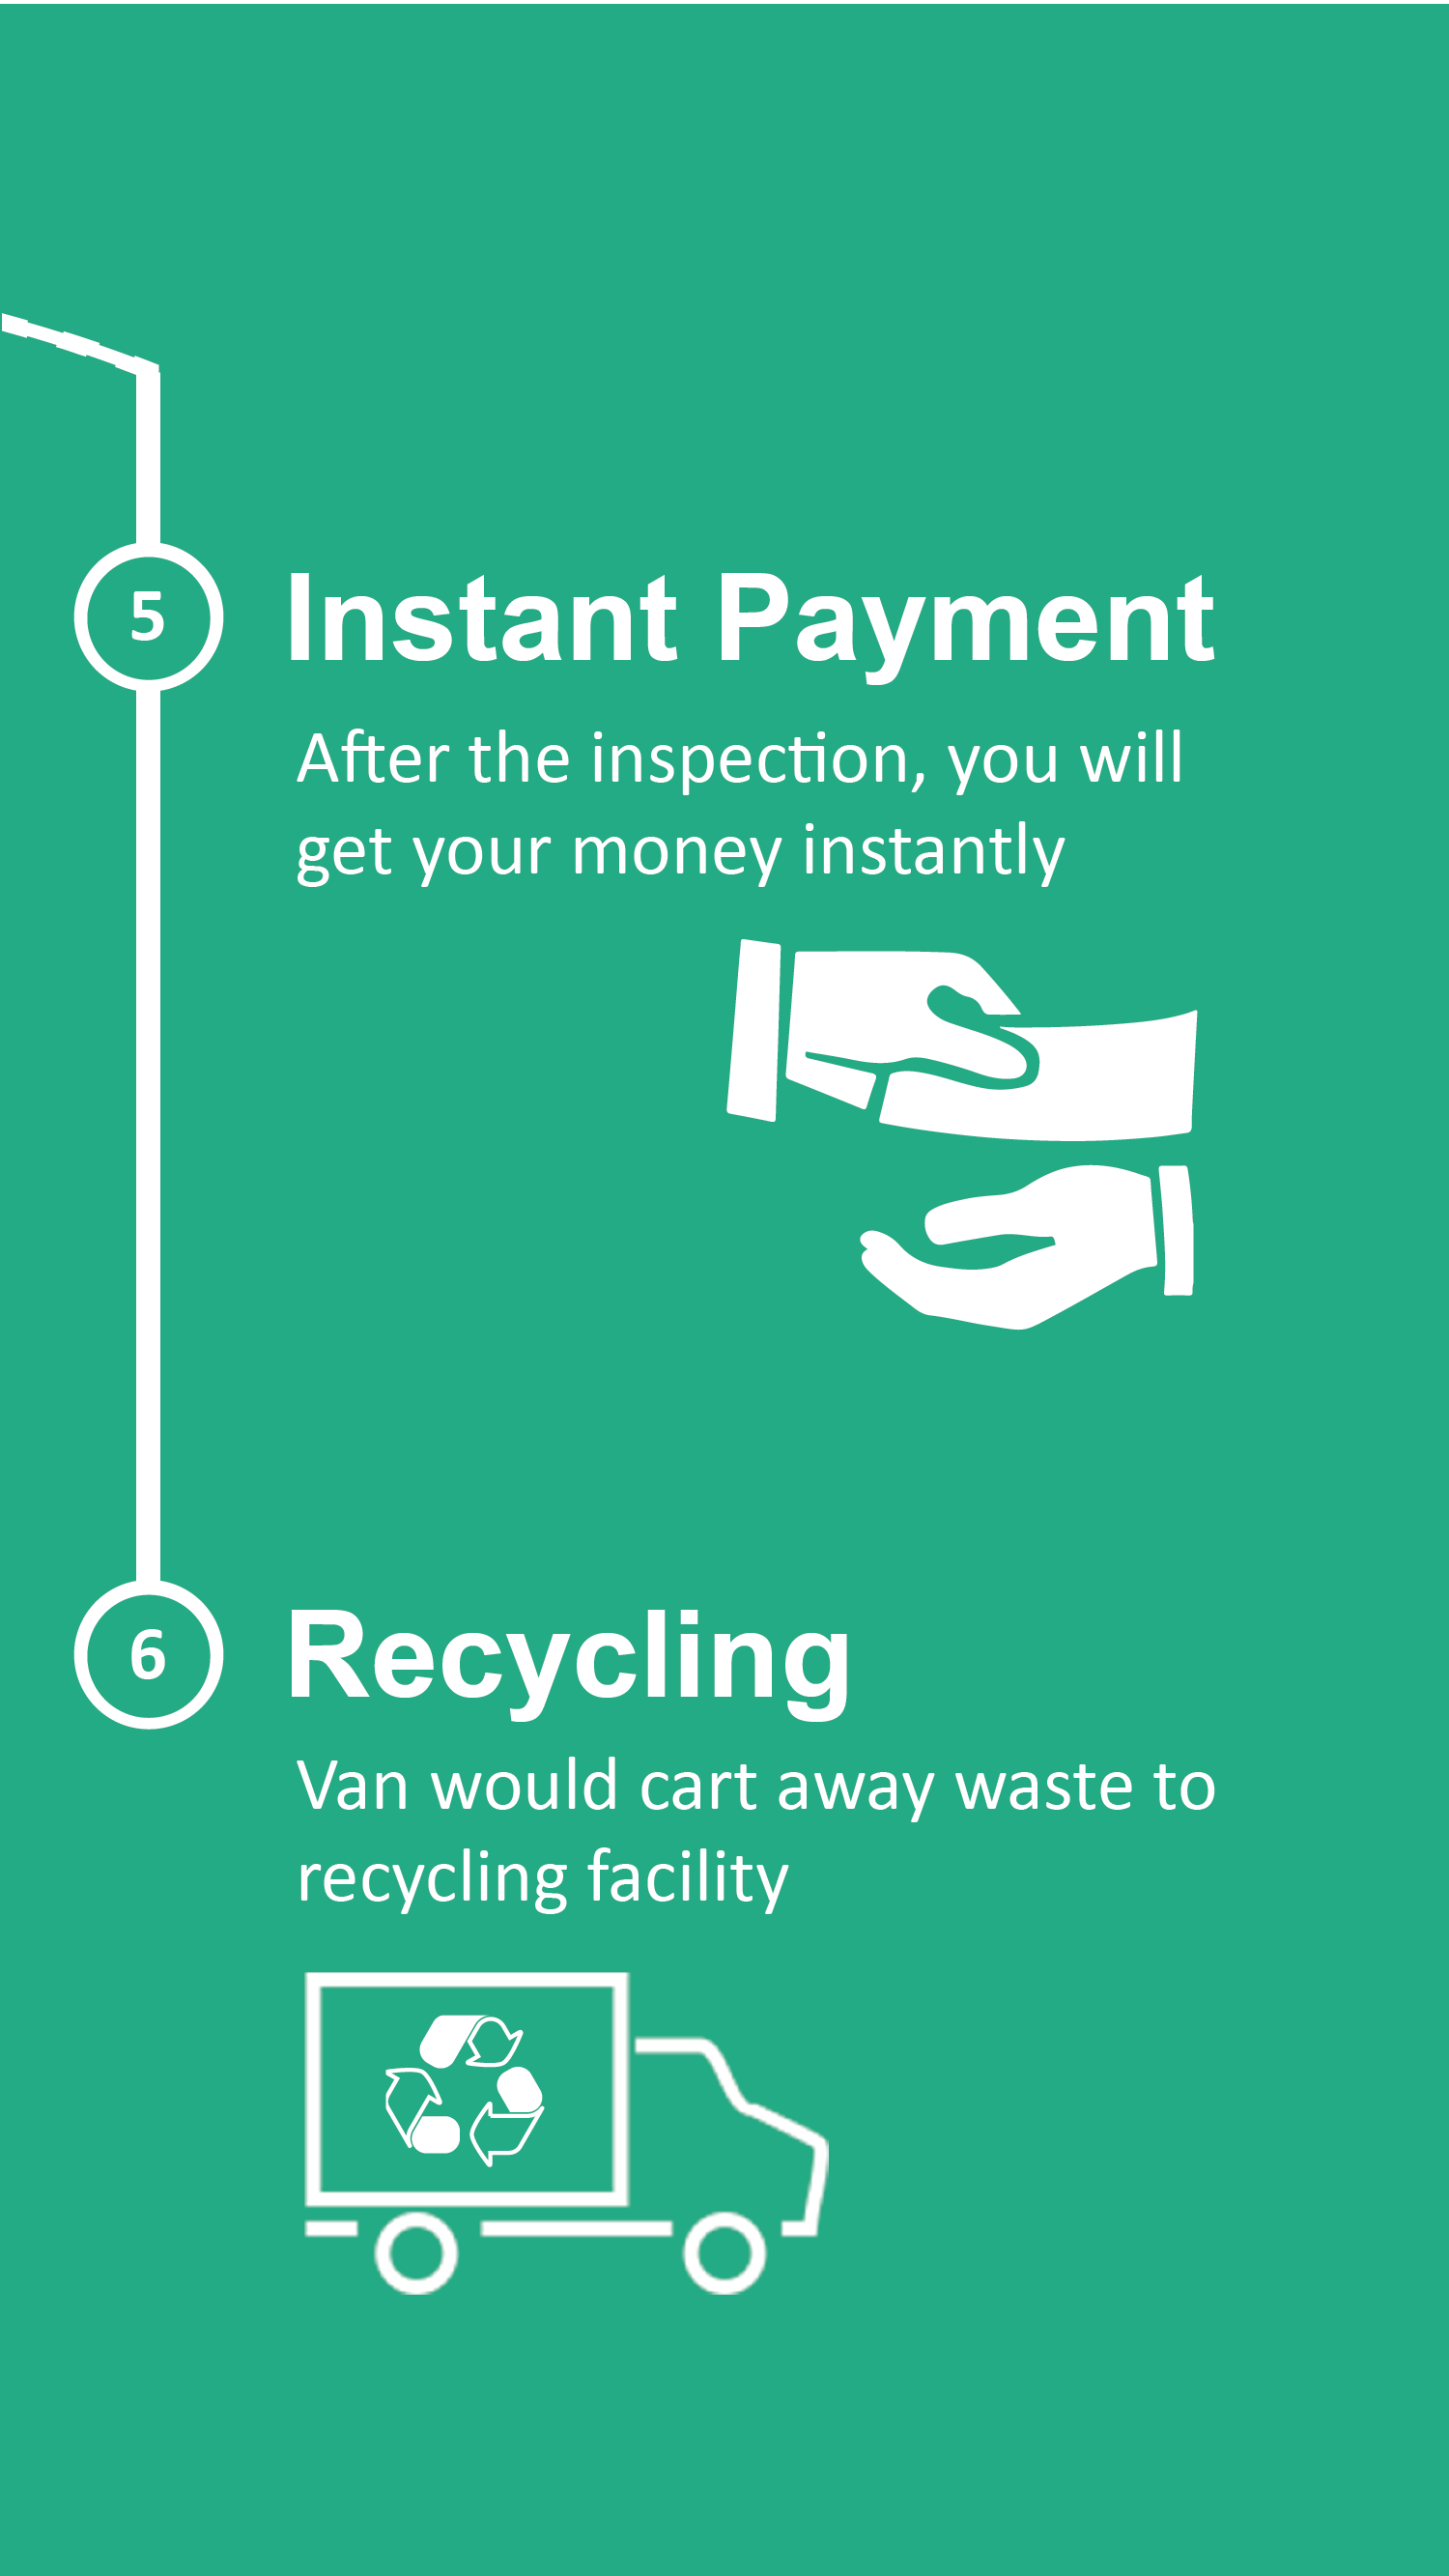 5
Instant Payment
After the inspection, you will
get your money instantly
6
Recycling
Van would cart away waste to
recycling facility